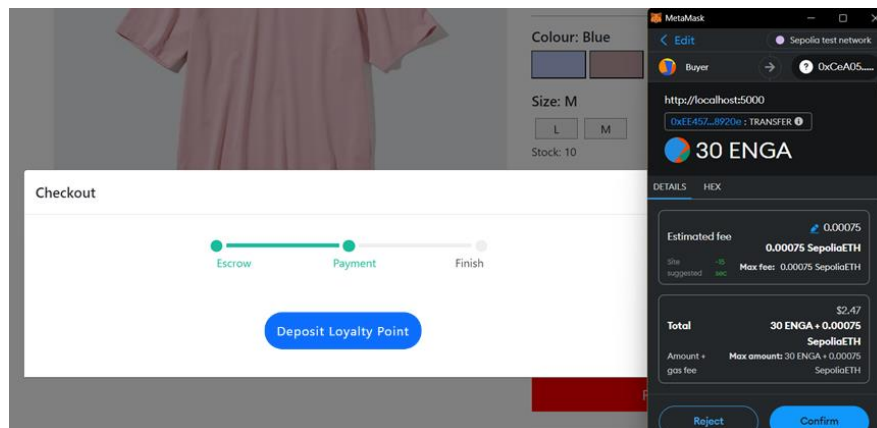 Colour: Blue
Size: M
L M
Stock: 10
Checkout
Escrow Payment Finish
Deposit Loyalty Point
MetaMask
< Edit
Sepolia test network
Buyer
0xCeA05.....
http://localhost:5000
0xEE457...8920e : TRANSFER
30 ENGA
DETAILS HEX
Estimated fee
0.00075
0.00075 SepoliaETH
Site suggested
~15 sec
Max fee: 0.00075 SepoliaETH
$2.47
Total
30 ENGA + 0.00075
SepoliaETH
Amount +
gas fee
Max amount: 30 ENGA + 0.00075
SepoliaETH
Reject
Confirm